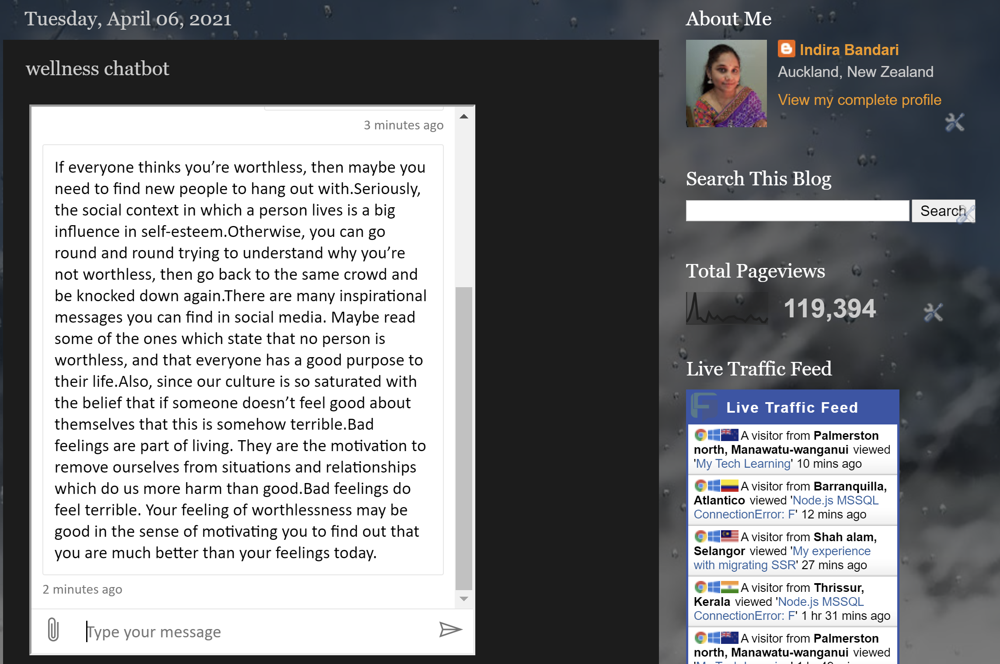 Tuesday, April 06, 2021
wellness chatbot
3 minutes ago
If everyone thinks you’re worthless, then maybe you
need to find new people to hang out with.Seriously,
the social context in which a person lives is a big
influence in self-esteem.Otherwise, you can go
round and round trying to understand why you’re
not worthless, then go back to the same crowd and
be knocked down again.There are many inspirational
messages you can find in social media. Maybe read
some of the ones which state that no person is
worthless, and that everyone has a good purpose to
their life.Also, since our culture is so saturated with
the belief that if someone doesn’t feel good about
themselves that this is somehow terrible.Bad
feelings are part of living. They are the motivation to
remove ourselves from situations and relationships
which do us more harm than good.Bad feelings do
feel terrible. Your feeling of worthlessness may be
good in the sense of motivating you to find out that
you are much better than your feelings today.
2 minutes ago
Type your message
About Me
Indira Bandari
Auckland, New Zealand
View my complete profile
Search This Blog
Search
Total Pageviews
119,394
Live Traffic Feed
Live Traffic Feed
A visitor from Palmerston
north, Manawatu-wanganui viewed
'My Tech Learning' 10 mins ago
A visitor from Barranquilla,
Atlantico viewed 'Node.js MSSQL
ConnectionError: F' 12 mins ago
A visitor from Shah alam,
Selangor viewed 'My experience
with migrating SSR' 27 mins ago
A visitor from Thrissur,
Kerala viewed 'Node.js MSSQL
ConnectionError: F' 1 hr 31 mins ago
A visitor from Palmerston
north, Manawatu-wanganui viewed